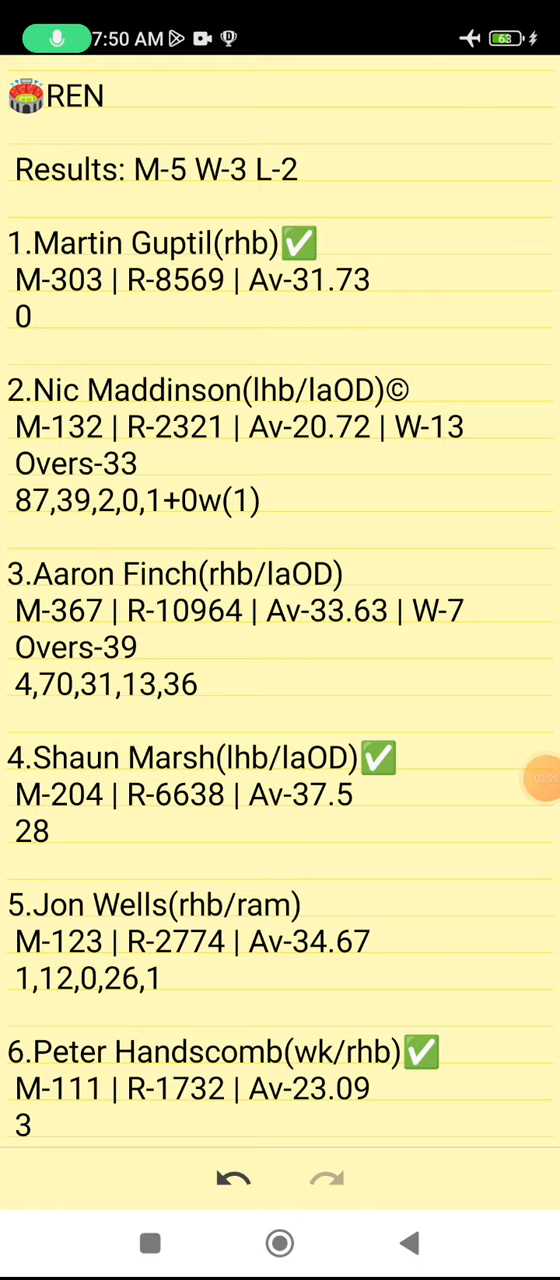 7:50 AM
63
🏟️REN
Results: M-5 W-3 L-2
1.Martin Guptil(rhb)✅
M-303 | R-8569 | Av-31.73
0
2.Nic Maddinson(lhb/laOD)©
M-132 | R-2321 | Av-20.72 | W-13
Overs-33
87,39,2,0,1+0w(1)
3.Aaron Finch(rhb/laOD)
M-367 | R-10964 | Av-33.63 | W-7
Overs-39
4,70,31,13,36
4.Shaun Marsh(lhb/laOD)✅
M-204 | R-6638 | Av-37.5
28
5.Jon Wells(rhb/ram)
M-123 | R-2774 | Av-34.67
1,12,0,26,1
6.Peter Handscomb(wk/rhb)✅
M-111 | R-1732 | Av-23.09
3